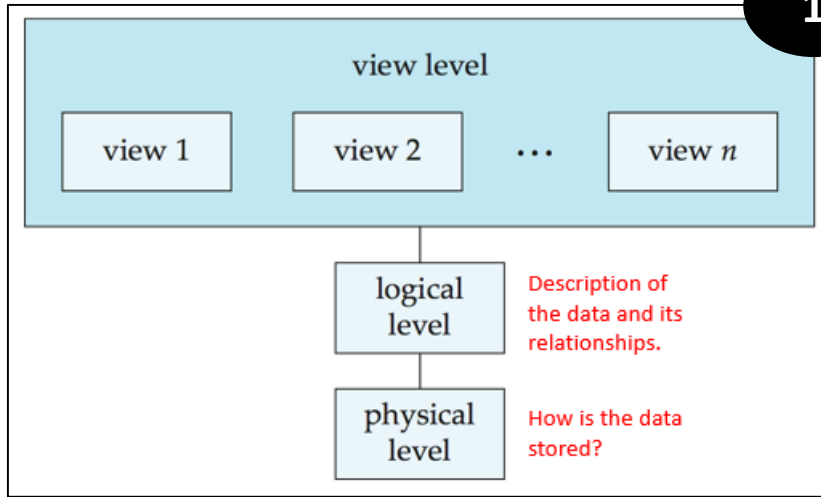 1
view level
view 1
view 2
...
view n
logical
level
Description of
the data and its
relationships.
physical
level
How is the data
stored?